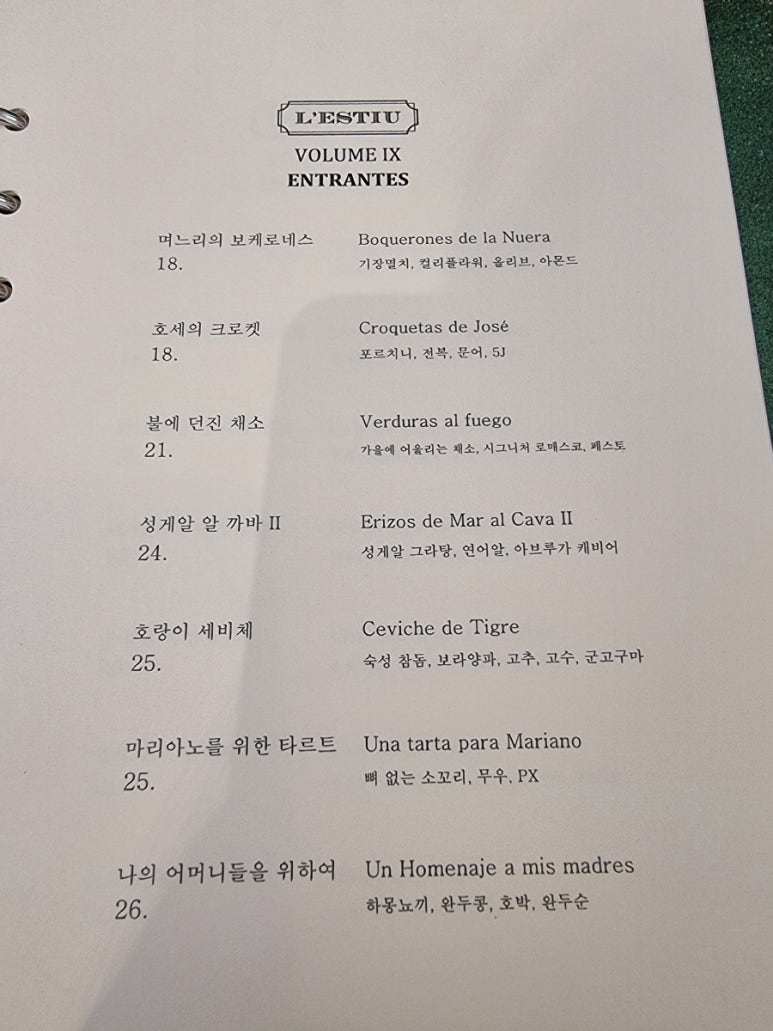 L'ESTIU
VOLUME IX
ENTRANTES
며느리의 보케로네스
18.
Boquerones de la Nuera
기장멸치, 컬리플라워, 올리브, 아몬드
호세의 크로켓
18.
Croquetas de José
포르치니, 전복, 문어, 5J
불에 던진 채소
21.
Verduras al fuego
가을에 어울리는 채소, 시그니처 로매스코, 페스토
성게알 알 까바 II
24.
Erizos de Mar al Cava II
성게알 그라탕, 연어알, 아브루가 캐비어
호랑이 세비체
25.
Ceviche de Tigre
숙성 참돔, 보라양파, 고추, 고수, 군고구마
마리아노를 위한 타르트
25.
Una tarta para Mariano
뼈 없는 소꼬리, 무우, PX
나의 어머니들을 위하여
26.
Un Homenaje a mis madres
하몽뇨끼, 완두콩, 호박, 완두순